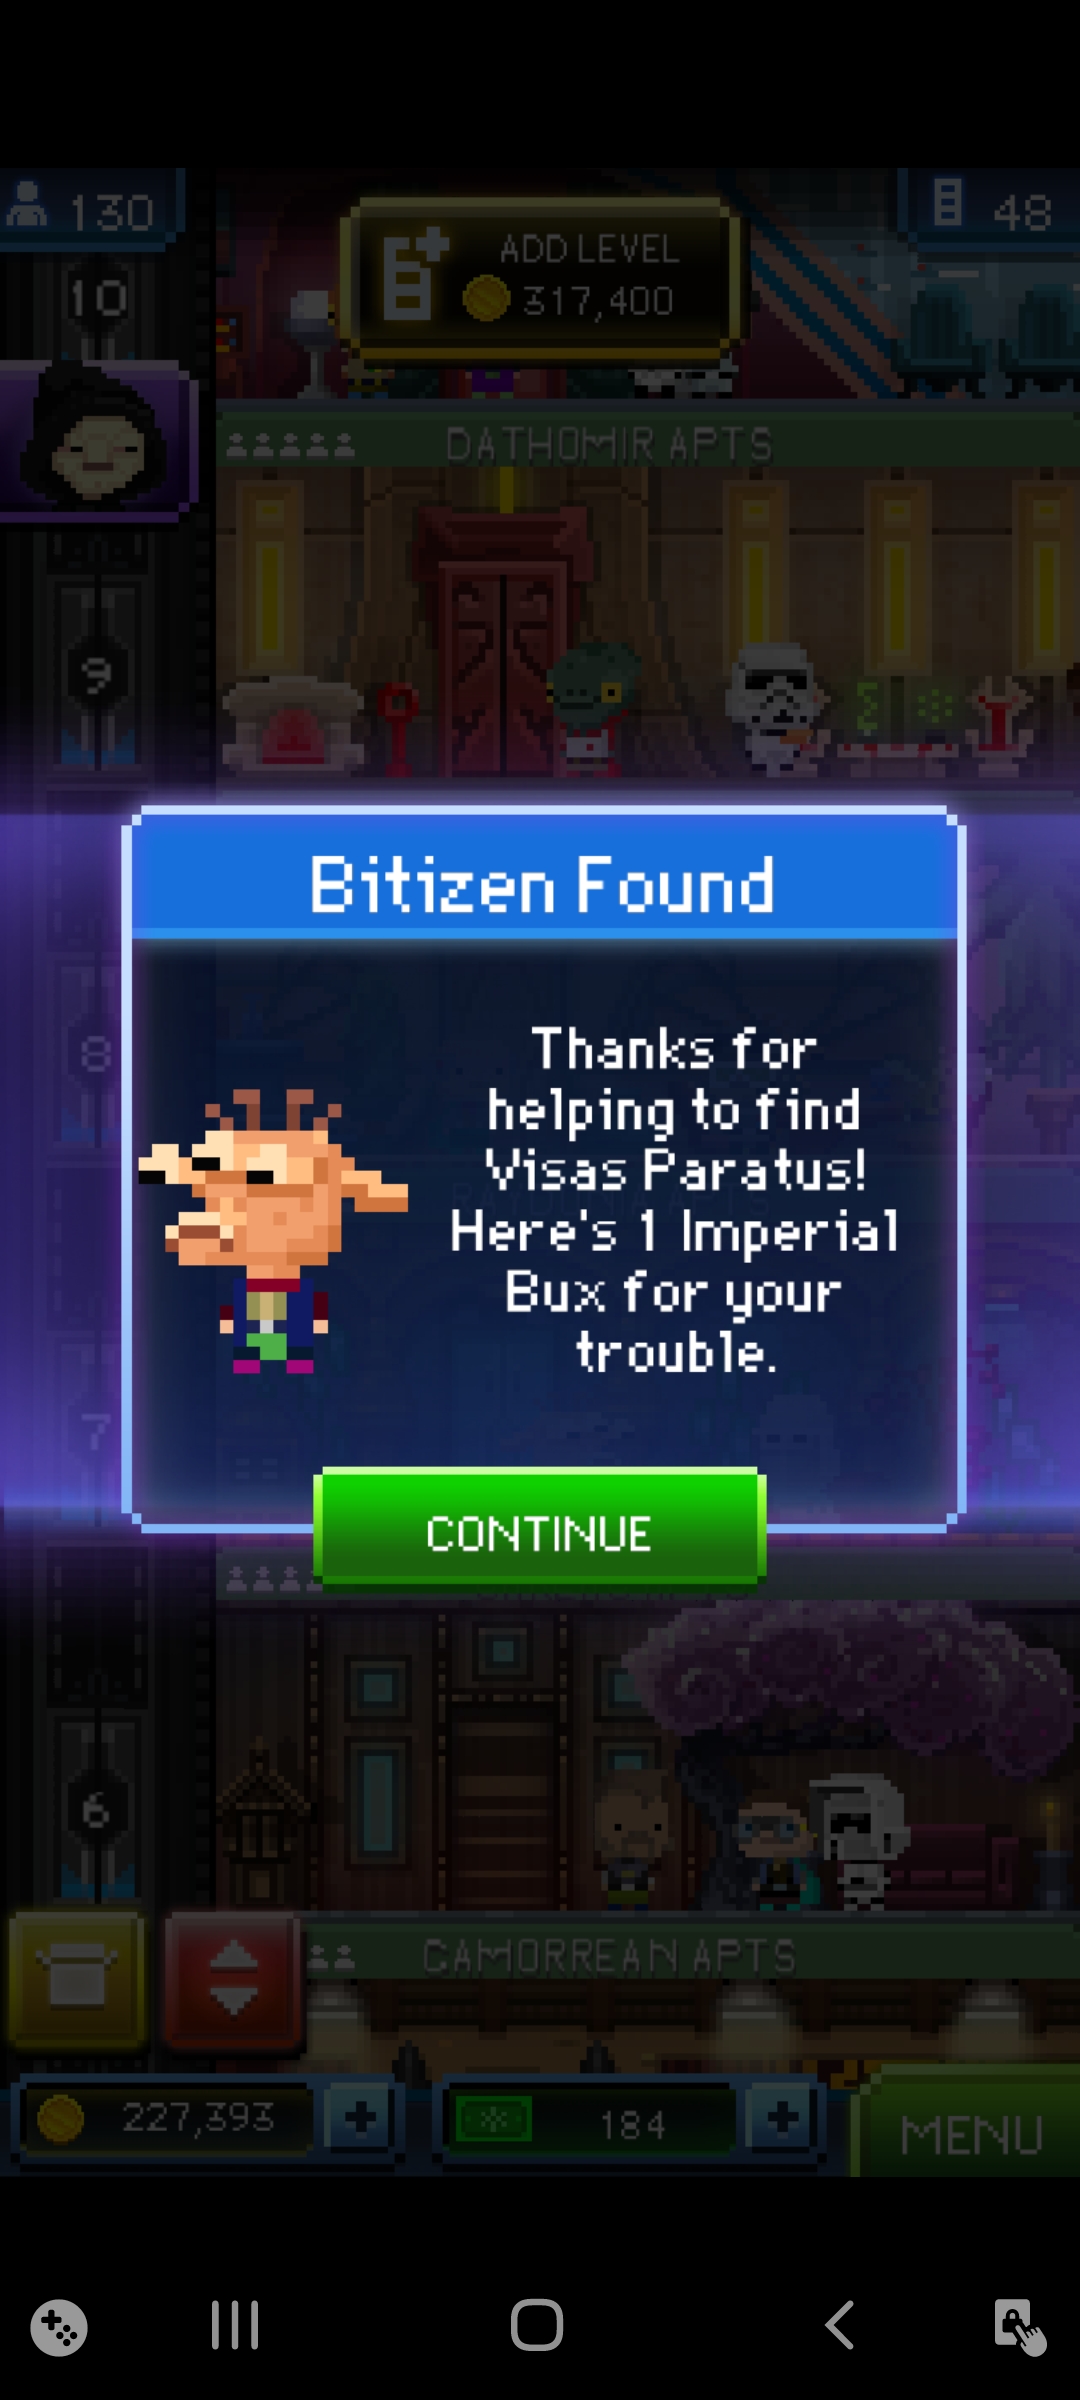 130
48
ADD LEVEL
317,400
10
DATHOMIR APTS
9
Bitizen Found
Thanks for
helping to find
Visas Paratus!
Here's 1 Imperial
Bux for your
trouble.
8
7
CONTINUE
6
CAMORREAN APTS
227,393
184
MENU